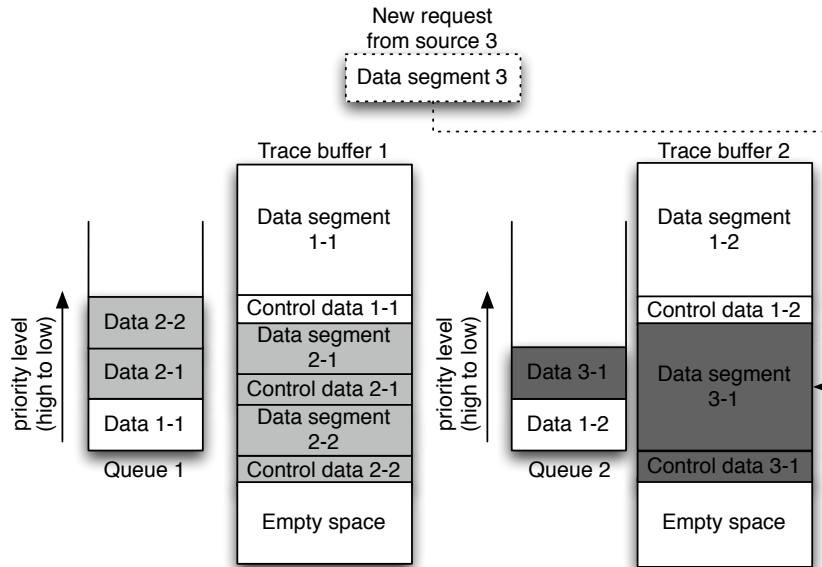 New request
from source 3
Data segment 3
Trace buffer 1
Data segment
1-1
Control data 1-1
Data segment
2-1
Control data 2-1
Data segment
2-2
Control data 2-2
Empty space
priority level
(high to low)
Data 2-2
Data 2-1
Data 1-1
Queue 1
Trace buffer 2
Data segment
1-2
Control data 1-2
Data segment
3-1
Control data 3-1
Empty space
priority level
(high to low)
Data 3-1
Data 1-2
Queue 2